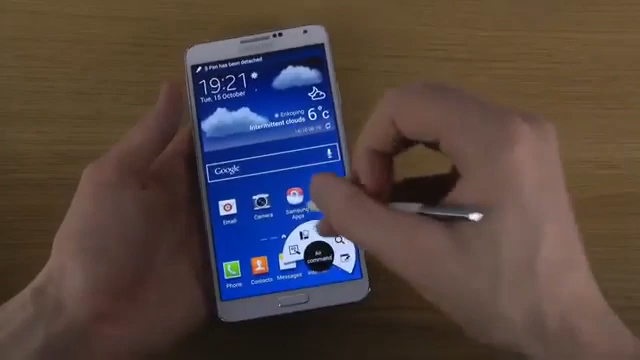 S Pen has been detached
19:21
Tue, 15 October
Enköping
6°c
Intermittent clouds
Google
Email
Camera
Samsung
Apps
Air
command
Phone
Contacts
Messages